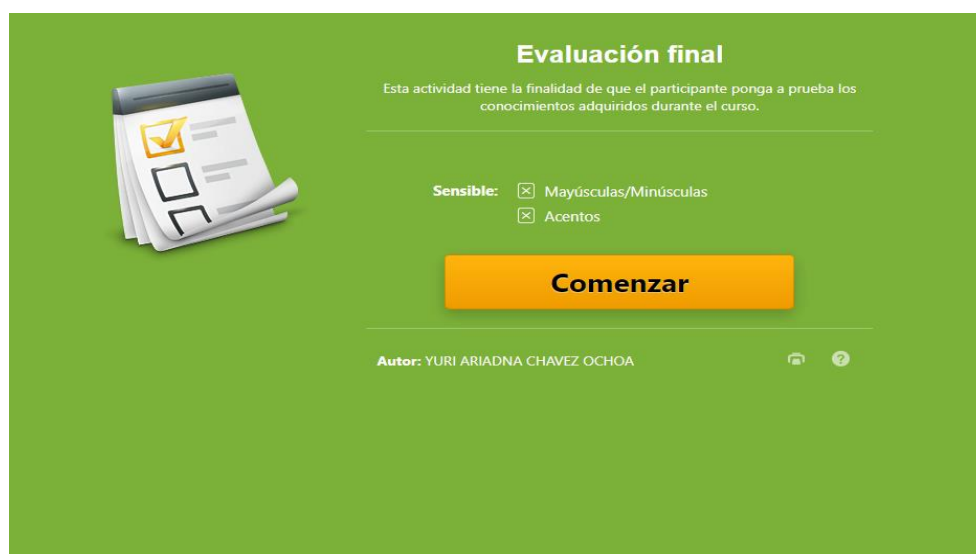 Evaluación final
Esta actividad tiene la finalidad de que el participante ponga a prueba los
conocimientos adquiridos durante el curso.
Sensible: Mayúsculas/Minúsculas
Acentos
Comenzar
Autor: YURI ARIADNA CHAVEZ OCHOA
?